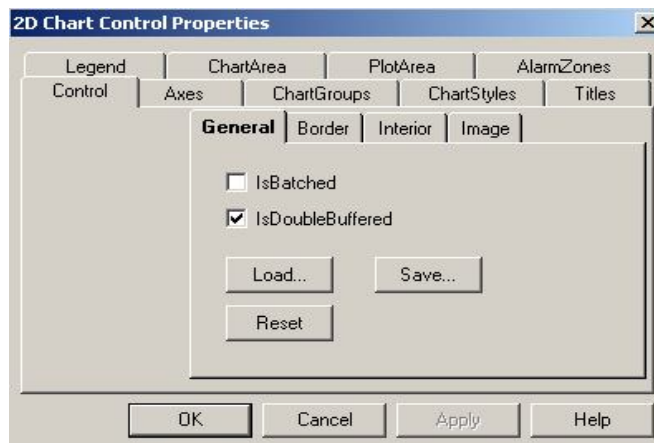 2D Chart Control Properties
Legend ChartArea PlotArea AlarmZones
Control Axes ChartGroups ChartStyles Titles
General Border Interior Image
IsBatched
IsDoubleBuffered
Load... Save...
Reset
OK Cancel Apply Help